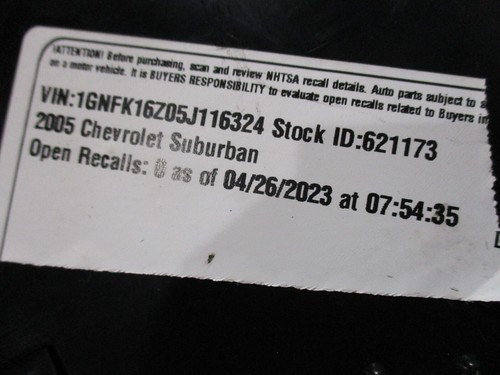 !ATTENTION! Before purchasing, scan and review NHTSA recall details. Auto parts subject to
on a motor vehicle. It is BUYERS RESPONSIBILITY to evaluate open recalls related to Buyers
VIN:1GNFK16Z05J116324 Stock ID:621173
2005 Chevrolet Suburban
Open Recalls: 0 as of 04/26/2023 at 07:54:35